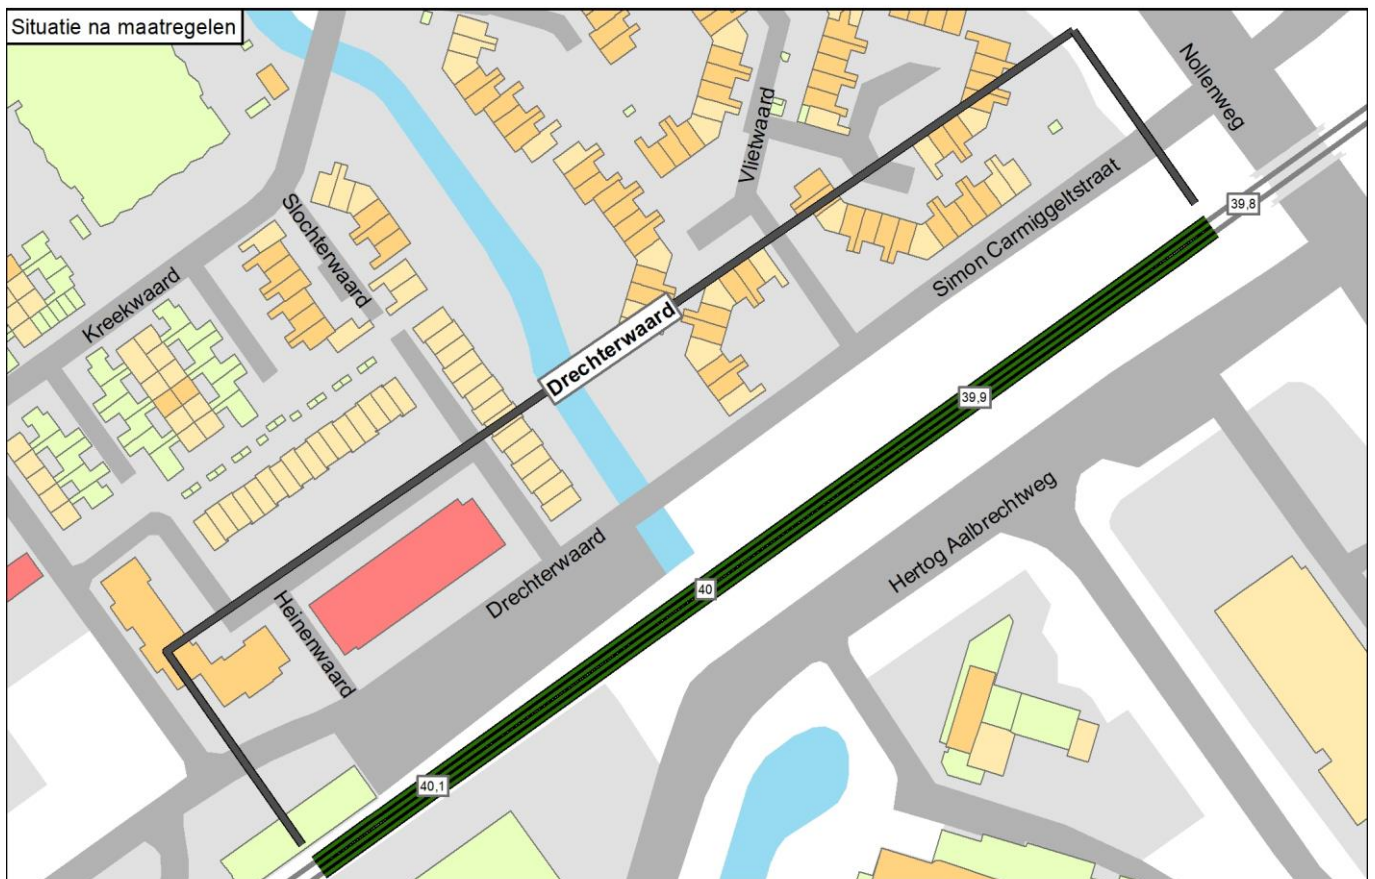 Situatie na maatregelen
Nollenweg
Vlietwaard
Simon Carmiggeltstraat
39,8
Slochterwaard
Kreekwaard
Drechterwaard
39,9
Hertog Aalbrechtweg
Drechterwaard
40
Heinenwaard
40,1